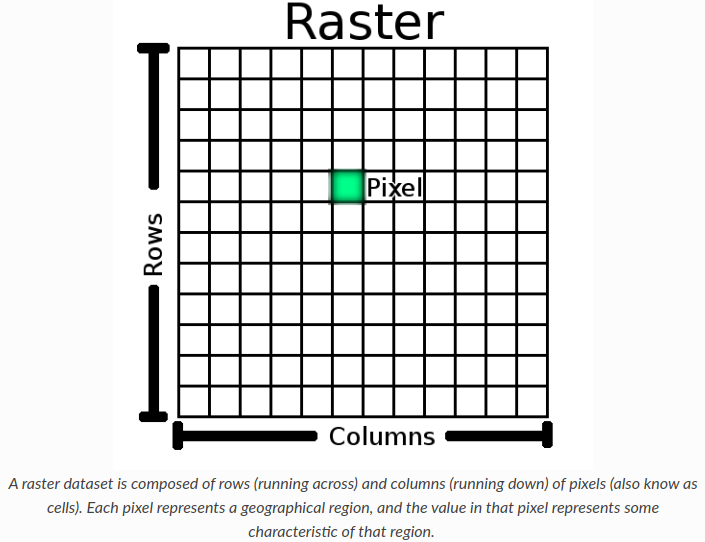 Raster
Pixel
Rows
Columns
A raster dataset is composed of rows (running across) and columns (running down) of pixels (also know as
cells). Each pixel represents a geographical region, and the value in that pixel represents some
characteristic of that region.